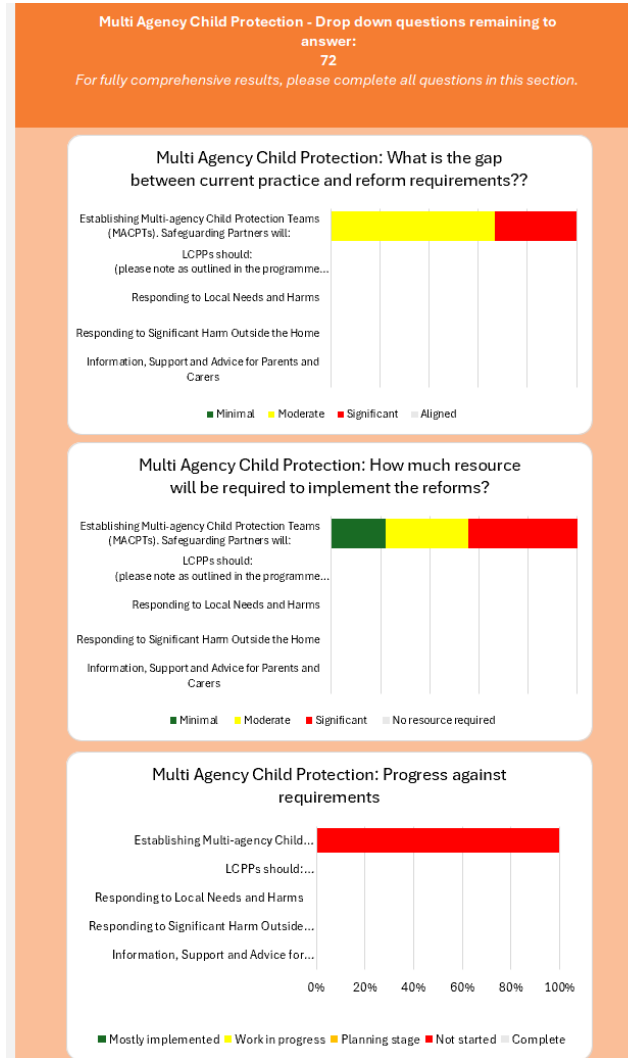 Multi Agency Child Protection - Drop down questions remaining to
answer:
72
For fully comprehensive results, please complete all questions in this section.
Multi Agency Child Protection: What is the gap
between current practice and reform requirements??
Establishing Multi-agency Child Protection Teams
(MACPTs). Safeguarding Partners will:
LCPPs should:
(please note as outlined in the programme...
Responding to Local Needs and Harms
Responding to Significant Harm Outside the Home
Information, Support and Advice for Parents and
Carers
Minimal Moderate Significant Aligned
Multi Agency Child Protection: How much resource
will be required to implement the reforms?
Establishing Multi-agency Child Protection Teams
(MACPTs). Safeguarding Partners will:
LCPPs should:
(please note as outlined in the programme...
Responding to Local Needs and Harms
Responding to Significant Harm Outside the Home
Information, Support and Advice for Parents and
Carers
Minimal Moderate Significant No resource required
Multi Agency Child Protection: Progress against
requirements
Establishing Multi-agency Child...
LCPPs should:...
Responding to Local Needs and Harms
Responding to Significant Harm Outside...
Information, Support and Advice for...
0% 20% 40% 60% 80% 100%
Mostly implemented Work in progress Planning stage Not started Complete